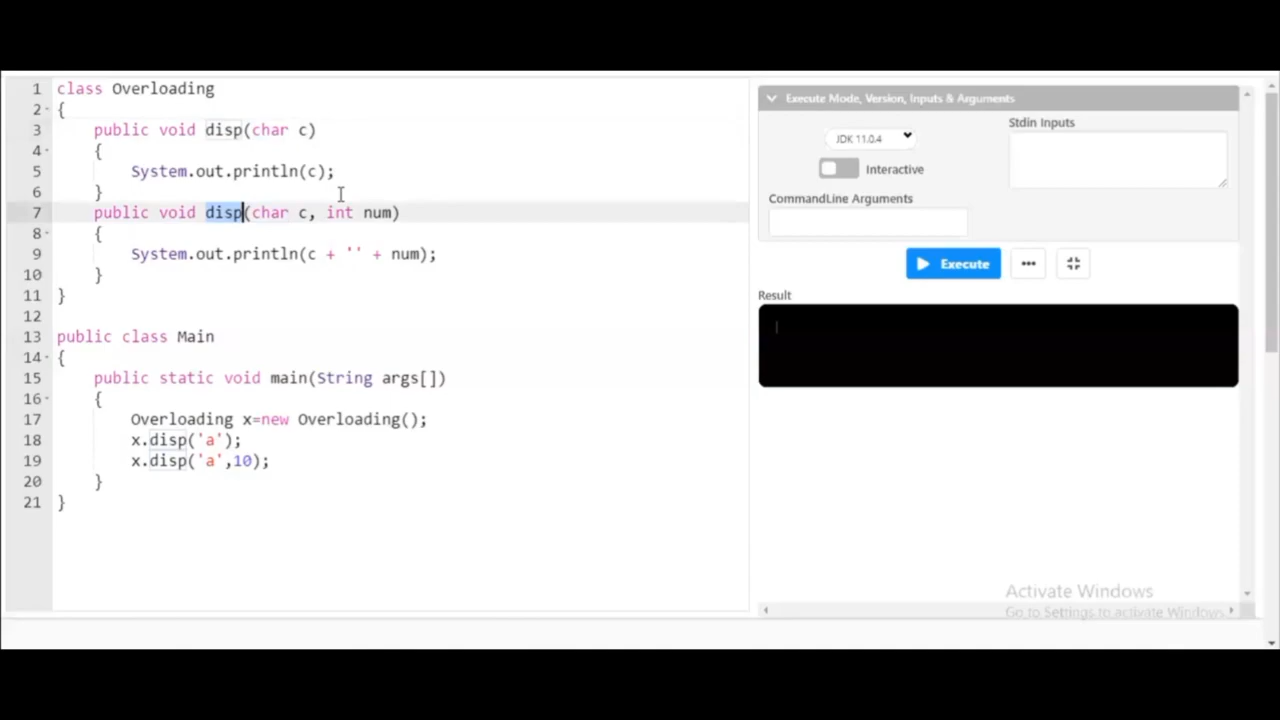 1 class Overloading
2 {
3 public void disp(char c)
4 {
5 System.out.println(c);
6 }
7 public void disp(char c, int num)
8 {
9 System.out.println(c + '' + num);
10 }
11 }
12
13 public class Main
14 {
15 public static void main(String args[])
16 {
17 Overloading x=new Overloading();
18 x.disp('a');
19 x.disp('a',10);
20 }
21 }
Execute Mode, Version, Inputs & Arguments
JDK 11.0.4
Stdin Inputs
Interactive
CommandLine Arguments
Execute
Result
Activate Windows
Go to Settings to activate Windows.